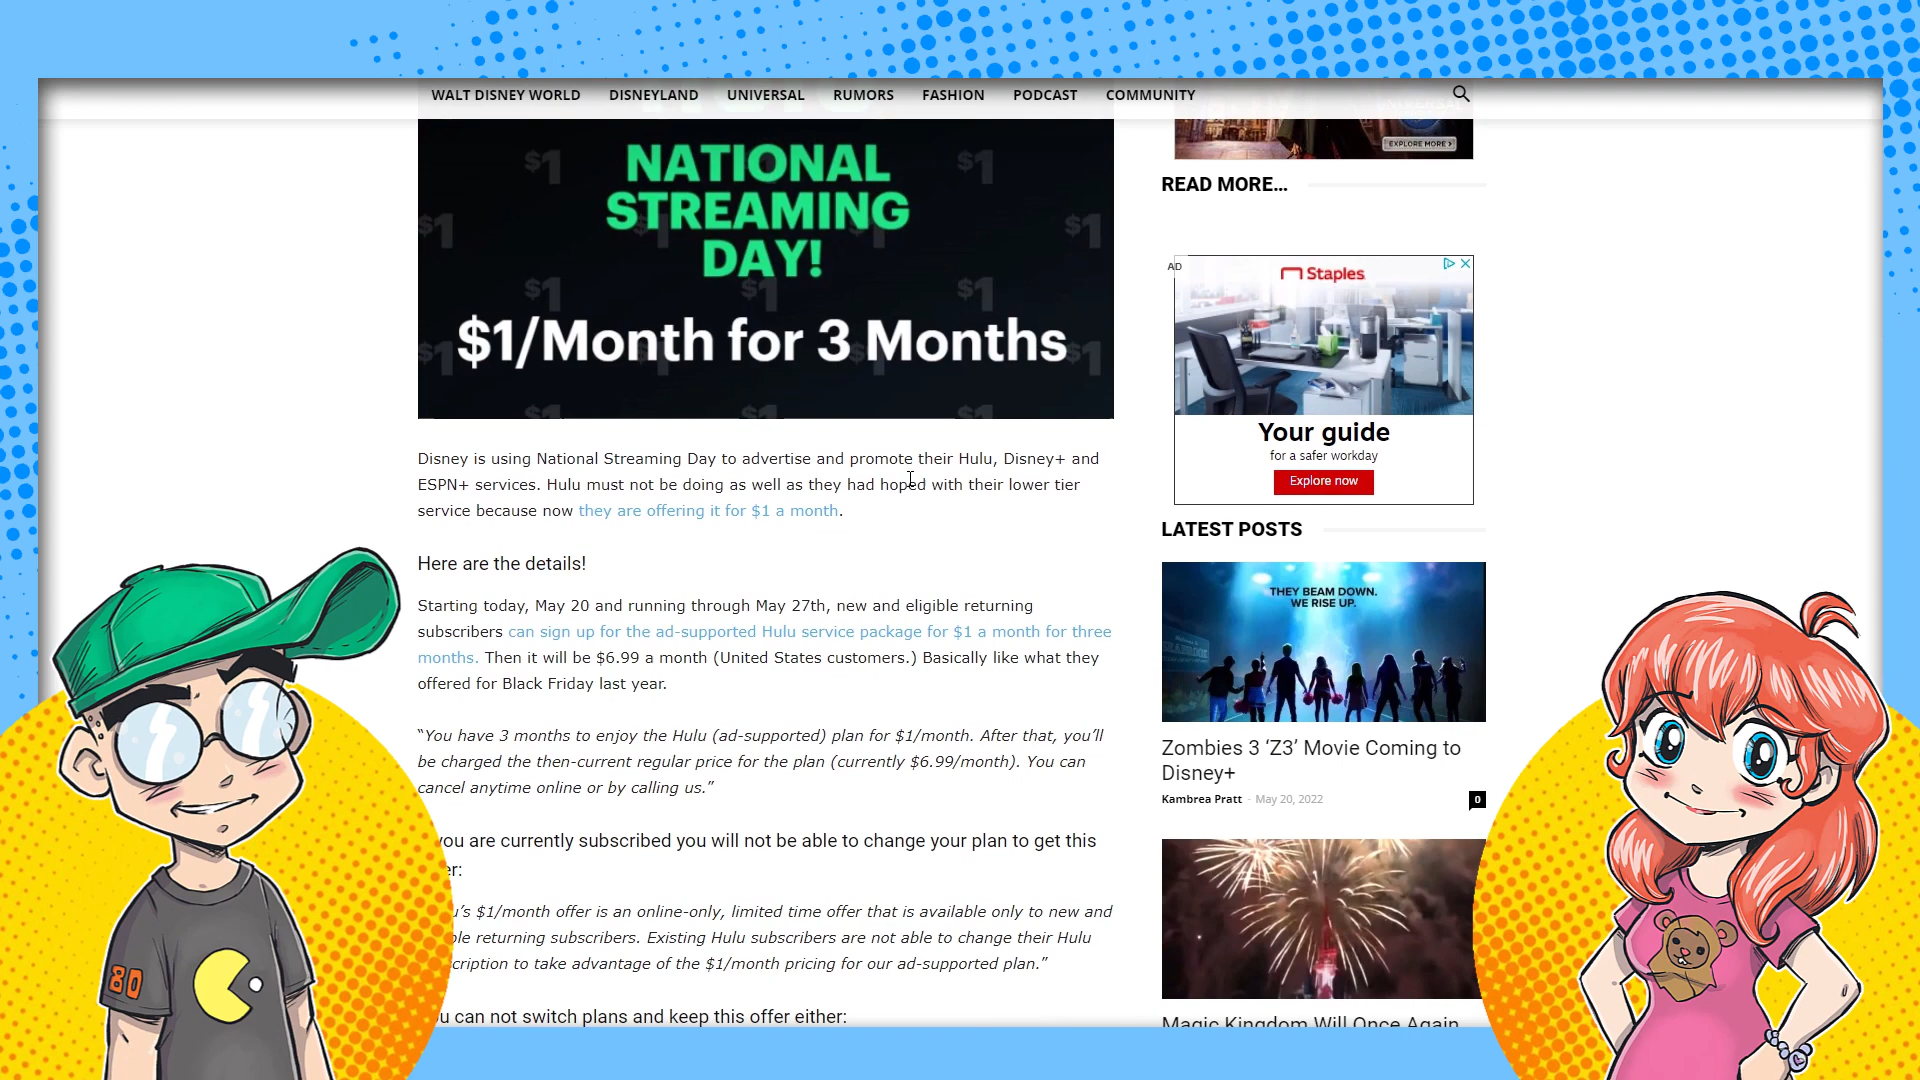 WALT DISNEY WORLD DISNEYLAND UNIVERSAL RUMORS FASHION PODCAST COMMUNITY
NATIONAL
STREAMING
DAY!
$1/Month for 3 Months
Disney is using National Streaming Day to advertise and promote their Hulu, Disney+ and
ESPN+ services. Hulu must not be doing as well as they had hoped with their lower tier
service because now they are offering it for $1 a month.
Here are the details!
Starting today, May 20 and running through May 27th, new and eligible returning
subscribers can sign up for the ad-supported Hulu service package for $1 a month for three
months. Then it will be $6.99 a month (United States customers.) Basically like what they
offered for Black Friday last year.
“You have 3 months to enjoy the Hulu (ad-supported) plan for $1/month. After that, you’ll
be charged the then-current regular price for the plan (currently $6.99/month). You can
cancel anytime online or by calling us.”
you are currently subscribed you will not be able to change your plan to get this
er:
u’s $1/month offer is an online-only, limited time offer that is available only to new and
ble returning subscribers. Existing Hulu subscribers are not able to change their Hulu
scription to take advantage of the $1/month pricing for our ad-supported plan.”
u can not switch plans and keep this offer either:
80
EXPLORE MORE >
READ MORE...
AD
Staples
Your guide
for a safer workday
Explore now
LATEST POSTS
THEY BEAM DOWN.
WE RISE UP.
Zombies 3 ‘Z3’ Movie Coming to
Disney+
Kambrea Pratt - May 20, 2022
0
Magic Kingdom Will Once Again